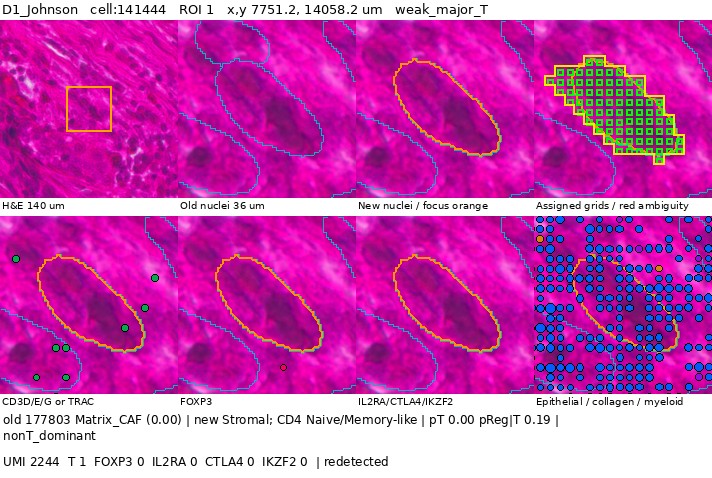 D1_Johnson cell:141444 ROI 1 x,y 7751.2, 14058.2 um weak_major_T
H&E 140 um
Old nuclei 36 um
New nuclei / focus orange
Assigned grids / red ambiguity
CD3D/E/G or TRAC
FOXP3
IL2RA/CTLA4/IKZF2
Epithelial / collagen / myeloid
old 177803 Matrix_CAF (0.00) | new Stromal; CD4 Naive/Memory-like | pT 0.00 pReg|T 0.19 |
nonT_dominant
UMI 2244 T 1 FOXP3 0 IL2RA 0 CTLA4 0 IKZF2 0 | redetected